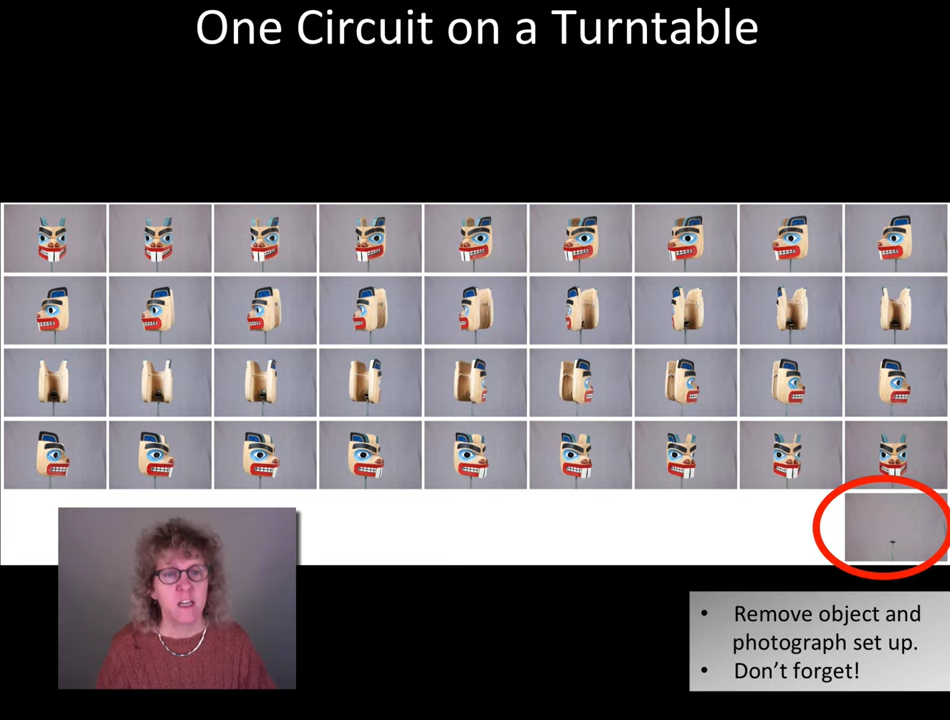 One Circuit on a Turntable
• Remove object and
photograph set up.
• Don't forget!